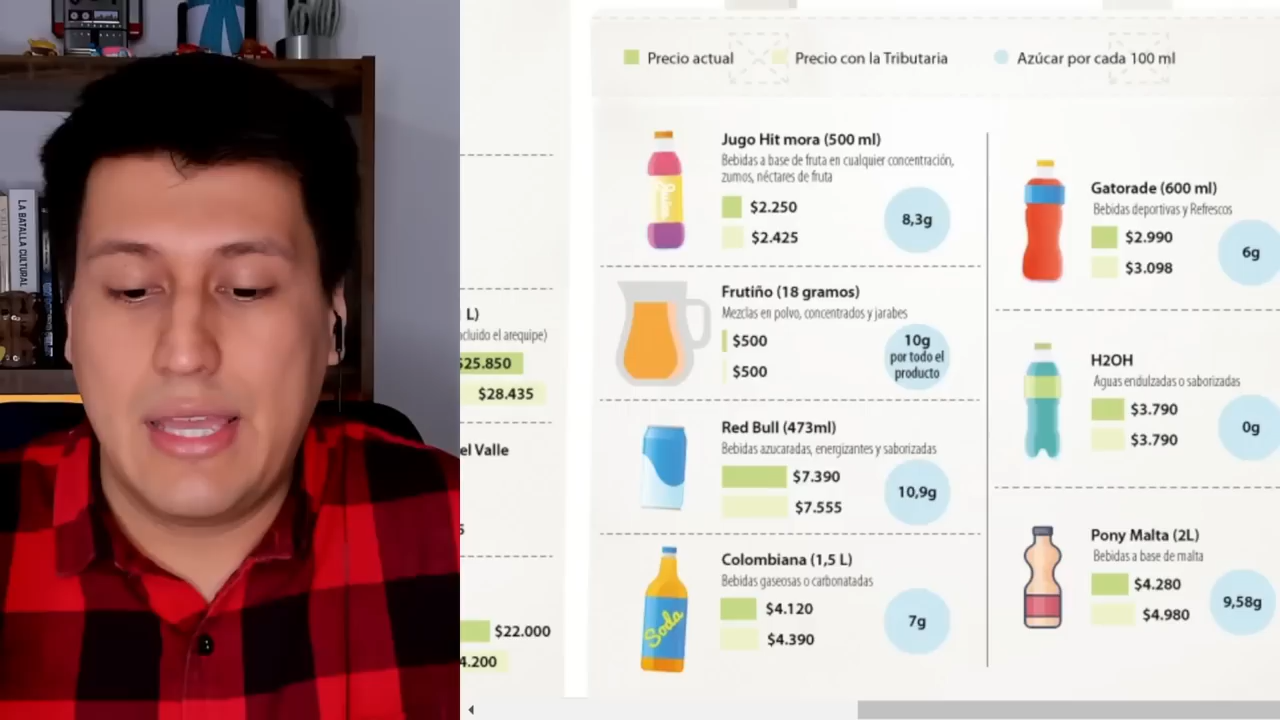 LA BATALLA CULTURAL
L)
ncluido el arequipe)
$25.850
$28.435
el Valle
$22.000
4.200
Precio actual
Precio con la Tributaria
Azúcar por cada 100 ml
Jugo Hit mora (500 ml)
Bebidas a base de fruta en cualquier concentración,
zumos, néctares de fruta
$2.250
$2.425
8,3g
Frutiño (18 gramos)
Mezclas en polvo, concentrados y jarabes
$500
$500
10g
por todo el
producto
Red Bull (473ml)
Bebidas azucaradas, energizantes y saborizadas
$7.390
$7.555
10,9g
Colombiana (1,5 L)
Bebidas gaseosas o carbonatadas
Soda
$4.120
$4.390
7g
Gatorade (600 ml)
Bebidas deportivas y Refrescos
$2.990
$3.098
6g
H2OH
Aguas endulzadas o saborizadas
$3.790
$3.790
0g
Pony Malta (2L)
Bebidas a base de malta
$4.280
$4.980
9,58g